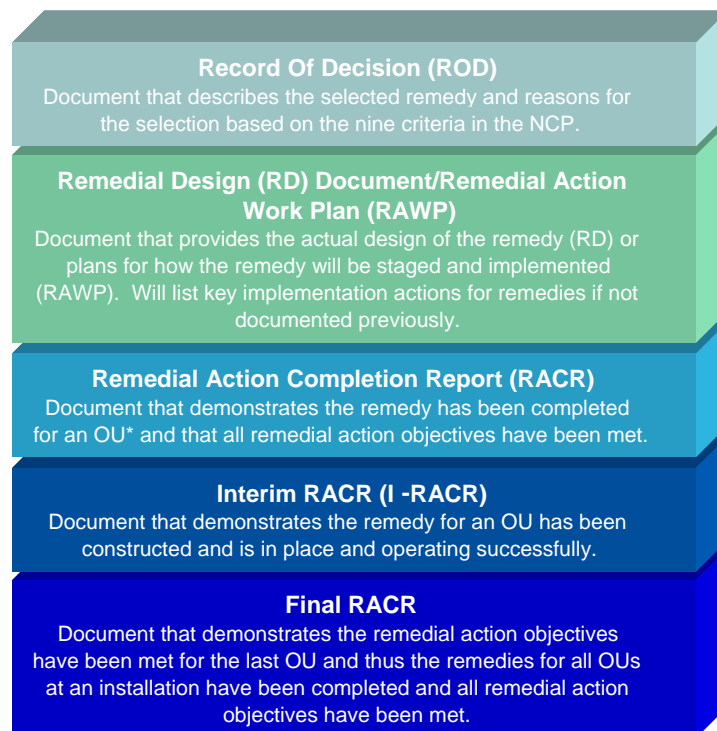 Record Of Decision (ROD)
Document that describes the selected remedy and reasons for
the selection based on the nine criteria in the NCP.
Remedial Design (RD) Document/Remedial Action
Work Plan (RAWP)
Document that provides the actual design of the remedy (RD) or
plans for how the remedy will be staged and implemented
(RAWP).  Will list key implementation actions for remedies if not
documented previously.
Remedial Action Completion Report (RACR)
Document that demonstrates the remedy has been completed
for an OU* and that all remedial action objectives have been met.
Interim RACR (I -RACR)
Document that demonstrates the remedy for an OU has been
constructed and is in place and operating successfully.
Final RACR
Document that demonstrates the remedial action objectives
have been met for the last OU and thus the remedies for all OUs
at an installation have been completed and all remedial action
objectives have been met.